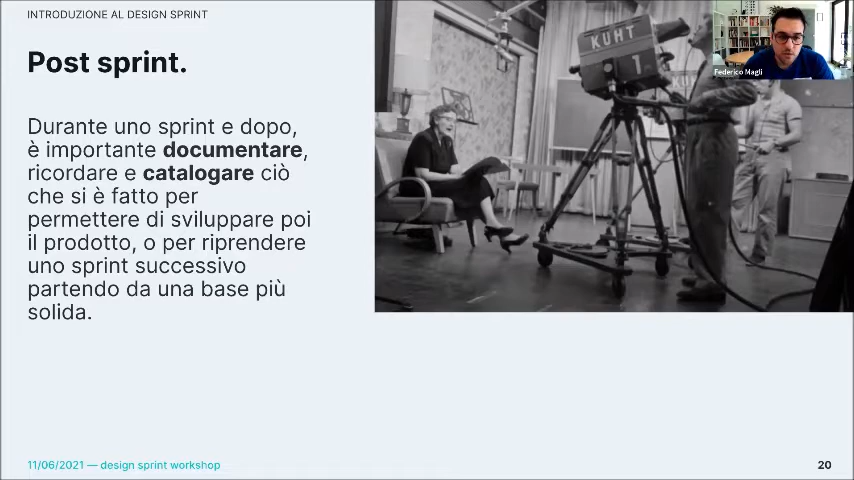 INTRODUZIONE AL DESIGN SPRINT
Post sprint.
Durante uno sprint e dopo,
è importante documentare,
ricordare e catalogare ciò
che si è fatto per
permettere di sviluppare poi
il prodotto, o per riprendere
uno sprint successivo
partendo da una base più
solida.
KUHT
1
Federico Magli
11/06/2021 — design sprint workshop
20